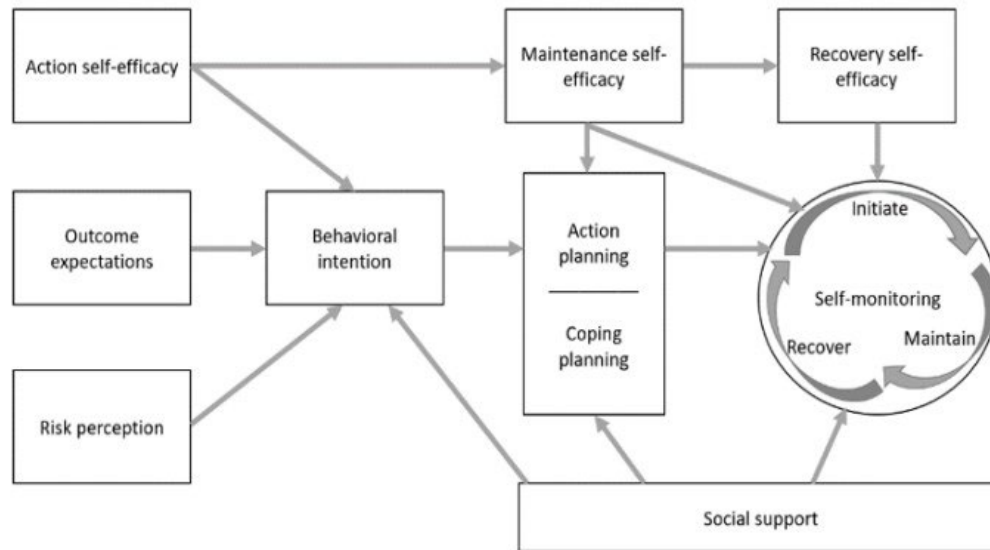 Action self-efficacy
Maintenance self-
efficacy
Recovery self-
efficacy
Outcome
expectations
Behavioral
intention
Action
planning
Coping
planning
Initiate
Self-monitoring
Recover
Maintain
Risk perception
Social support